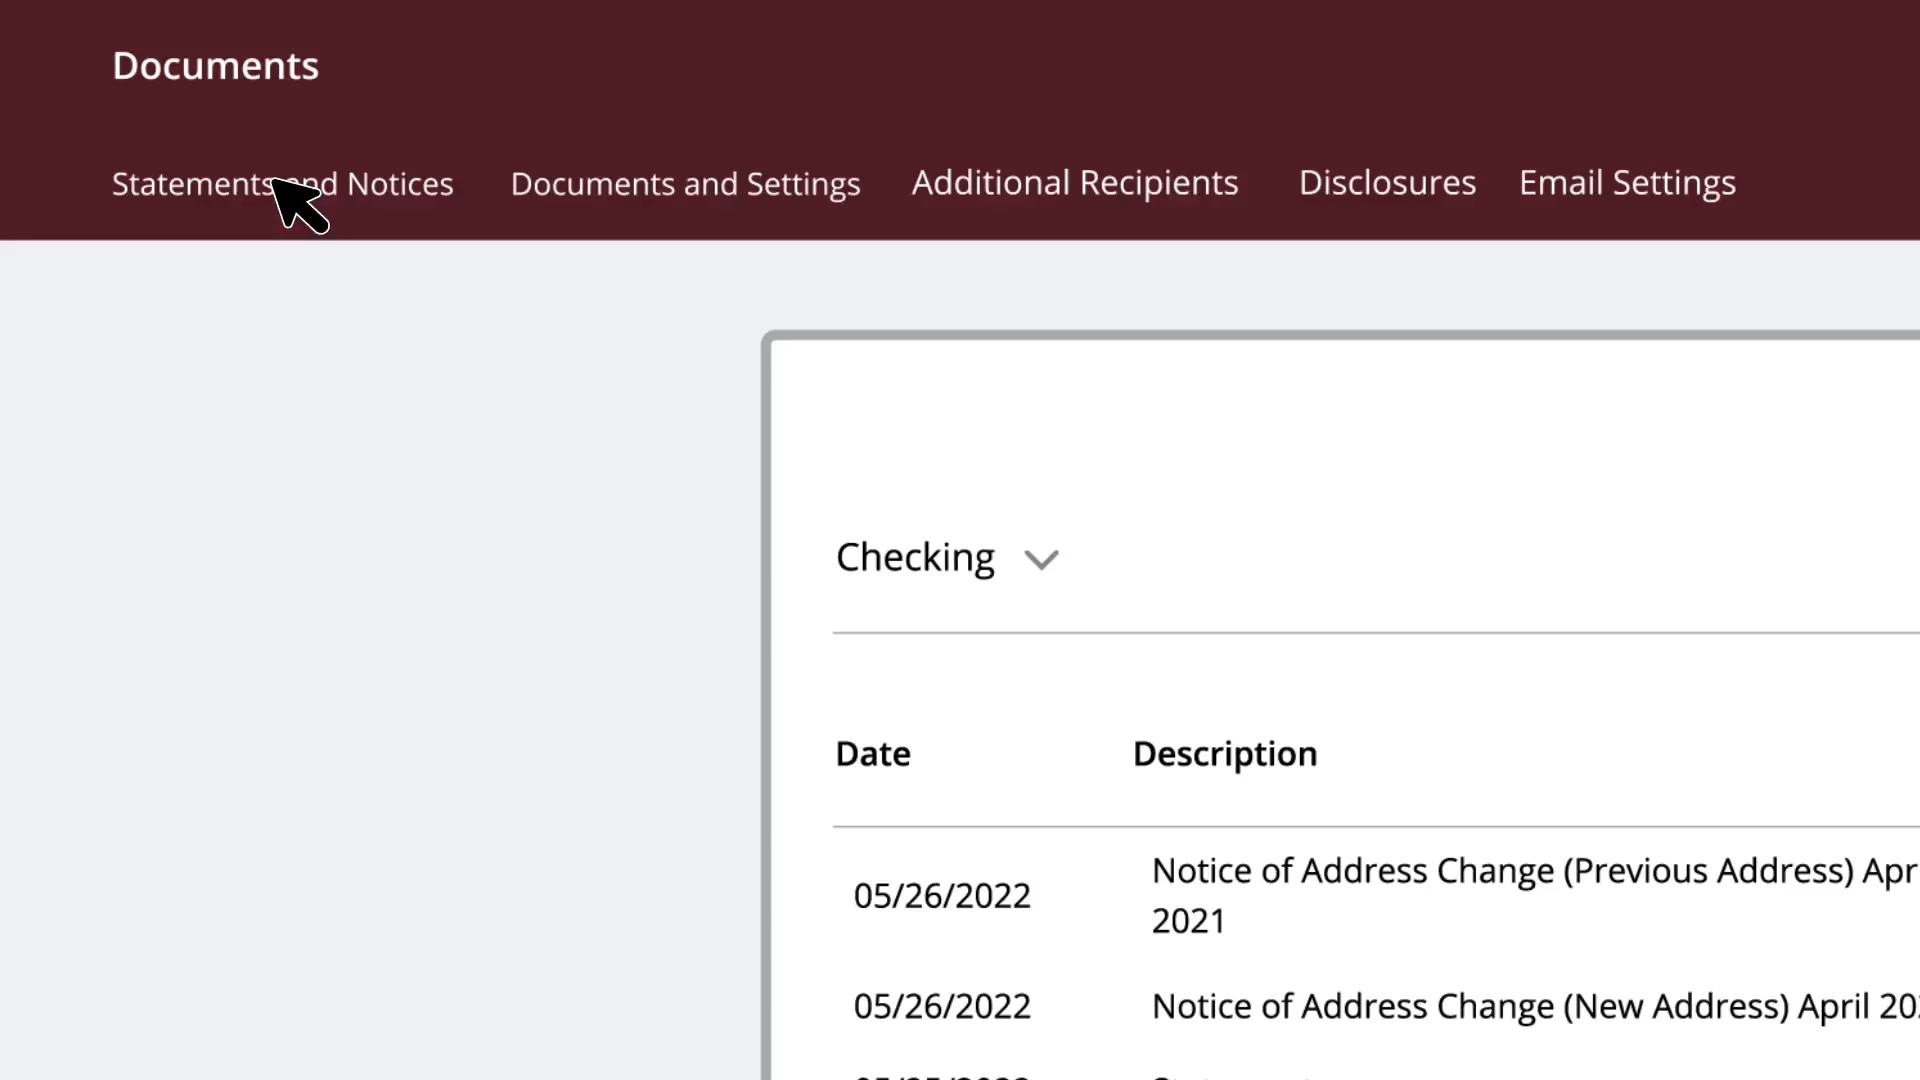 Documents
Statements and Notices Documents and Settings Additional Recipients Disclosures Email Settings
Checking
Date Description
05/26/2022 Notice of Address Change (Previous Address) Apr
2021
05/26/2022 Notice of Address Change (New Address) April 20